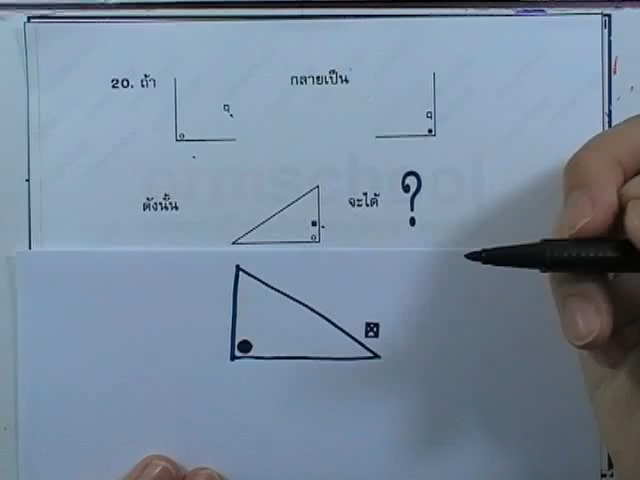 20. ถ้า กลายเป็น
ดังนั้น จะได้ ?